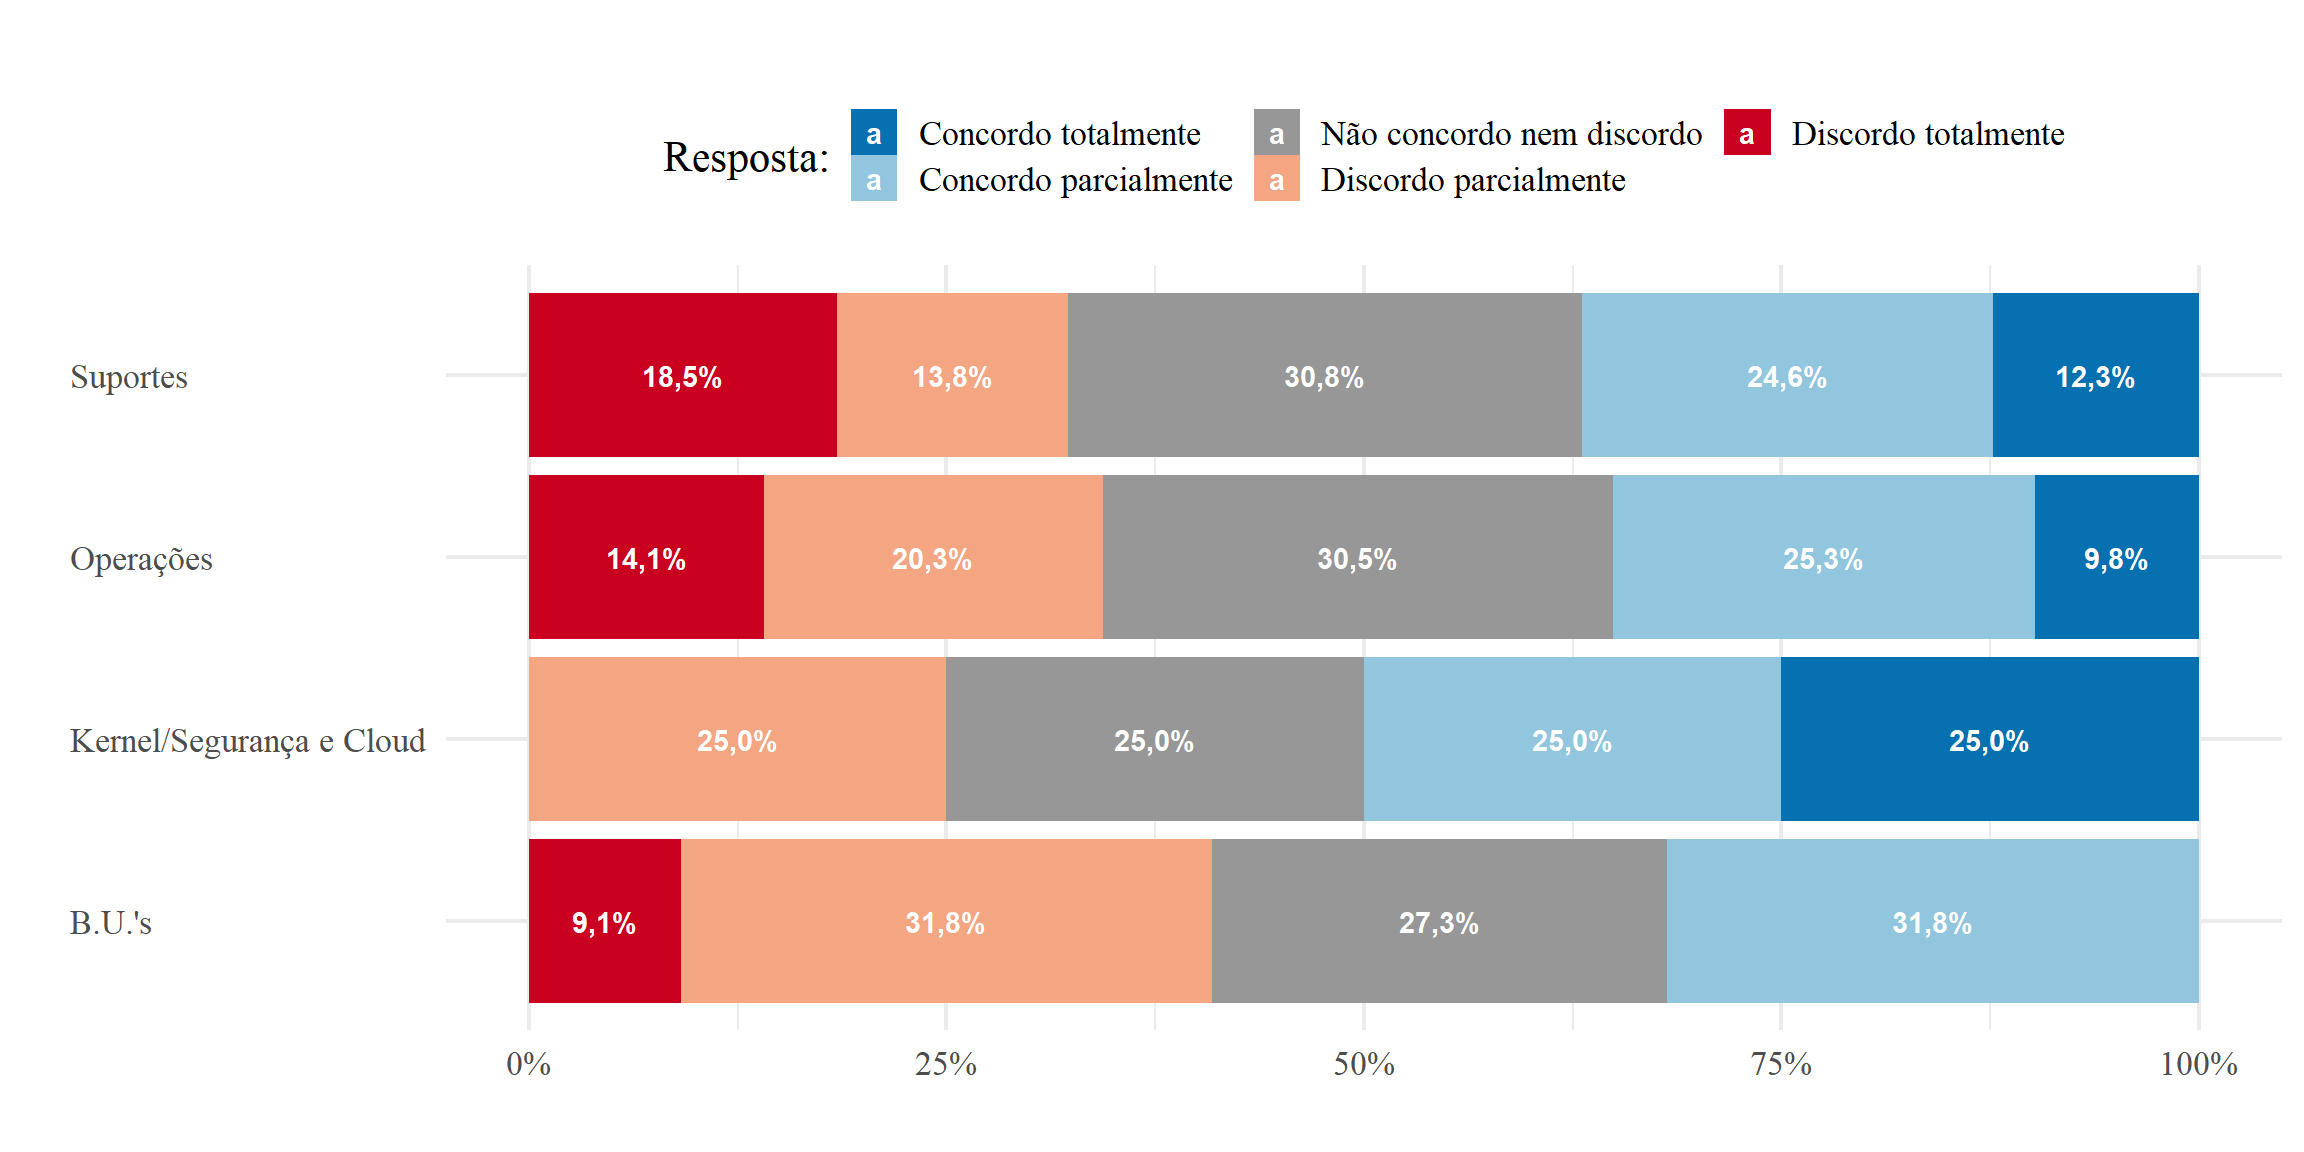 Resposta:
a Concordo totalmente
a Concordo parcialmente
a Não concordo nem discordo
a Discordo parcialmente
a Discordo totalmente
Suportes
18,5% 13,8% 30,8% 24,6% 12,3%
Operações
14,1% 20,3% 30,5% 25,3% 9,8%
Kernel/Segurança e Cloud
25,0% 25,0% 25,0% 25,0%
B.U.'s
9,1% 31,8% 27,3% 31,8%
0% 25% 50% 75% 100%